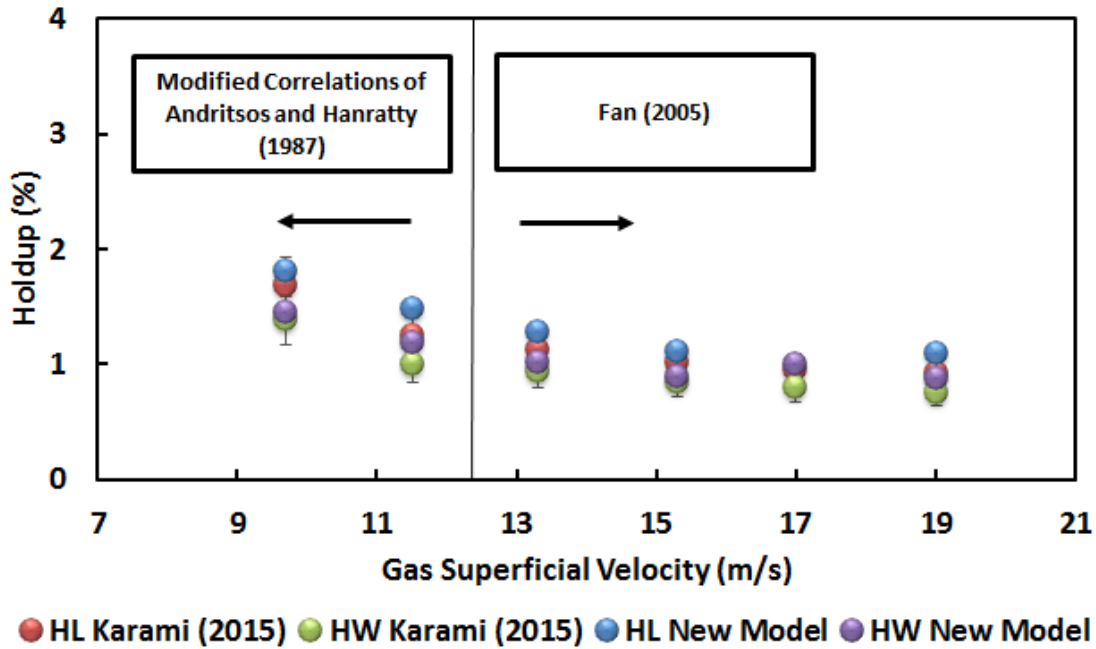 4
3
2
1
0
Holdup (%)
Modified Correlations of
Andritsos and Hanratty
(1987)
Fan (2005)
7 9 11 13 15 17 19 21
Gas Superficial Velocity (m/s)
HL Karami (2015) HW Karami (2015) HL New Model HW New Model